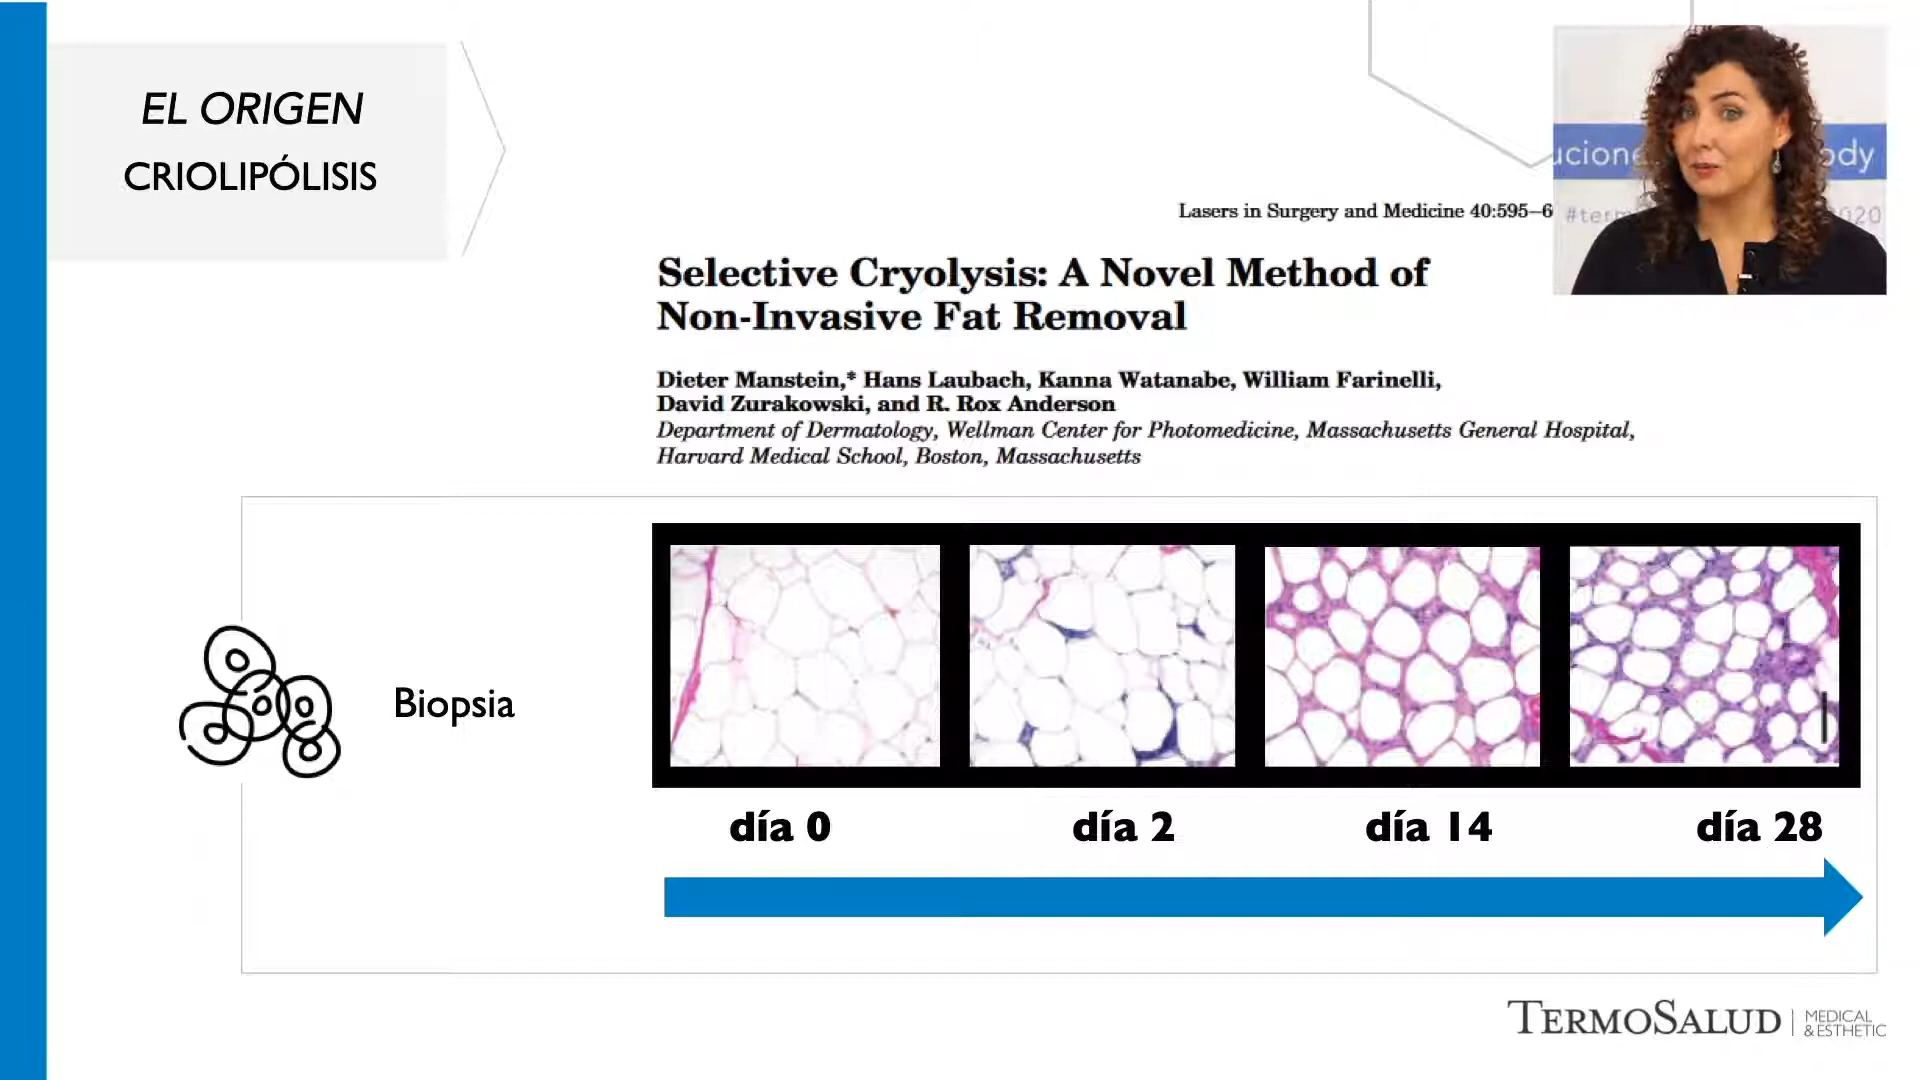 EL ORIGEN
CRIOLIPÓLISIS
Lasers in Surgery and Medicine 40:595–6
Selective Cryolysis: A Novel Method of
Non-Invasive Fat Removal
Dieter Manstein,* Hans Laubach, Kanna Watanabe, William Farinelli,
David Zurakowski, and R. Rox Anderson
Department of Dermatology, Wellman Center for Photomedicine, Massachusetts General Hospital,
Harvard Medical School, Boston, Massachusetts
Biopsia
día 0
día 2
día 14
día 28
TERMOSALUD
MEDICAL
&ESTHETIC